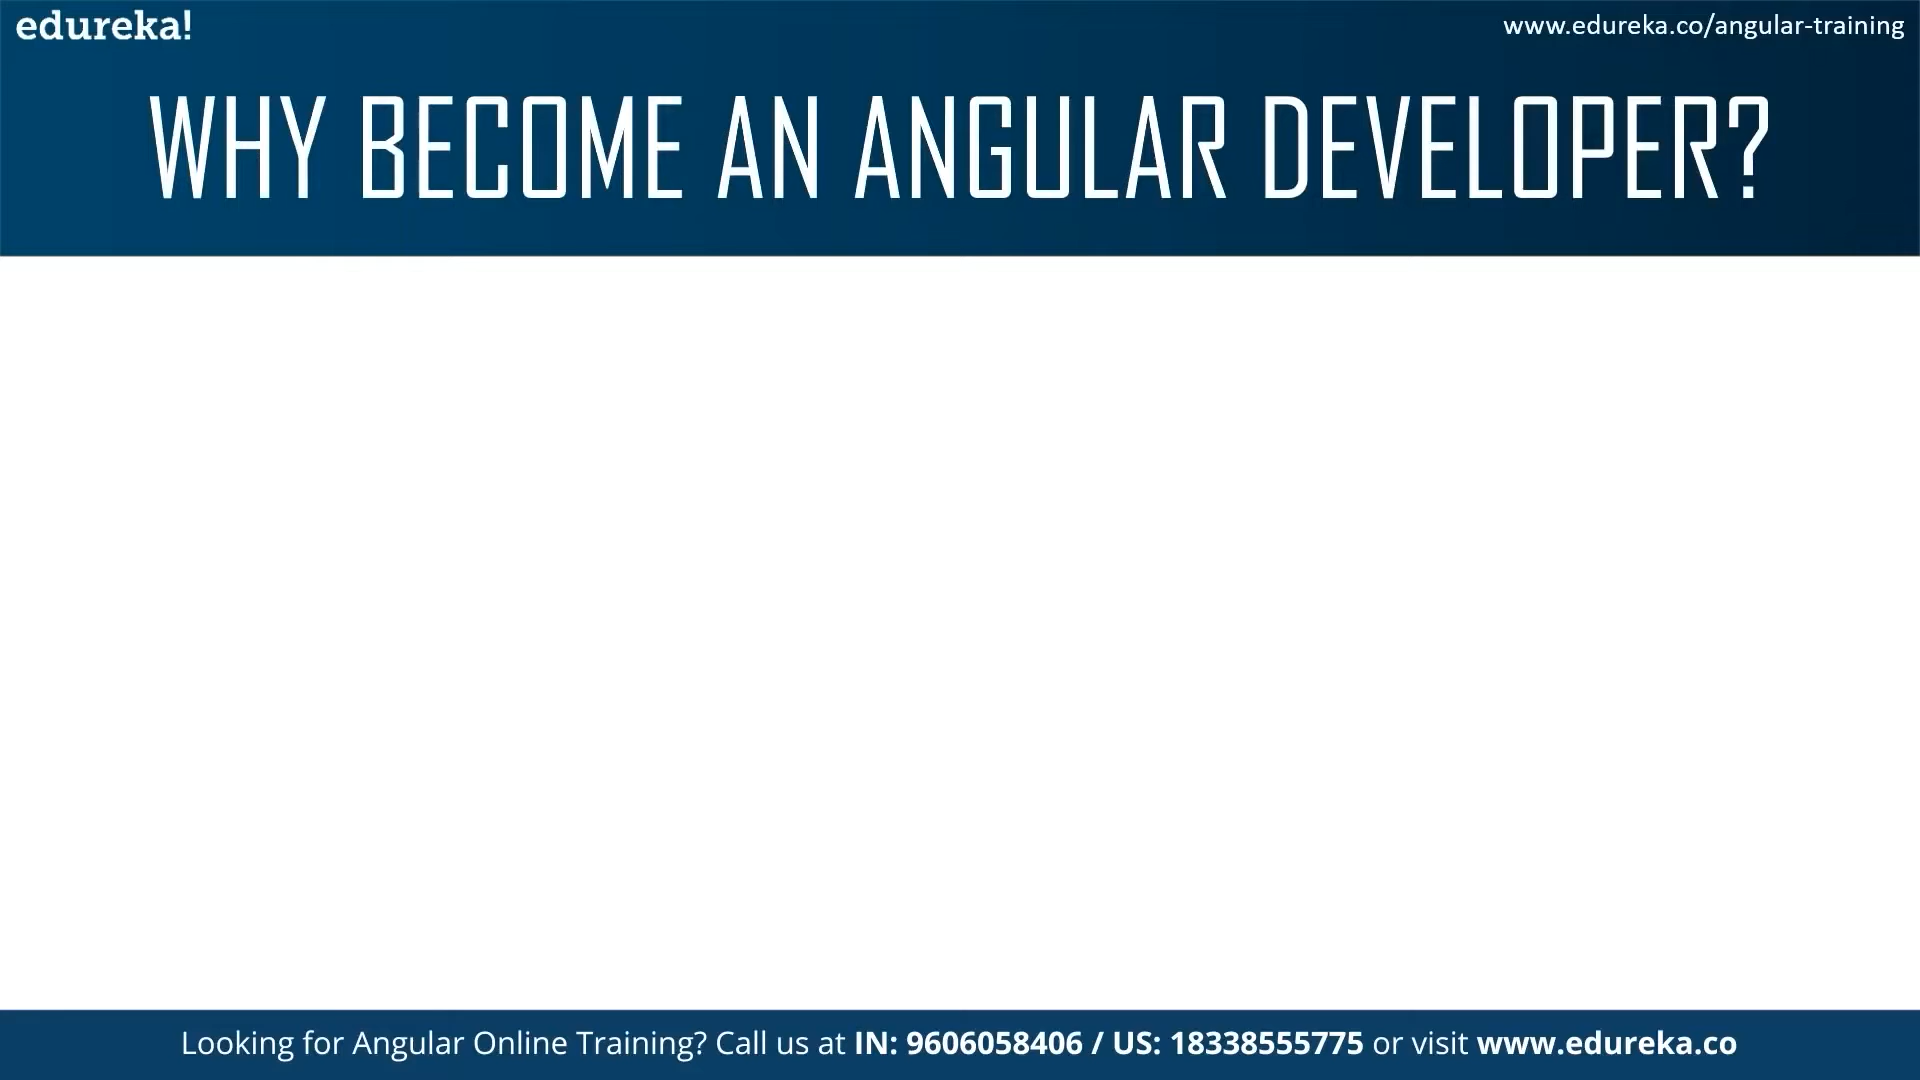 edureka!
www.edureka.co/angular-training
WHY BECOME AN ANGULAR DEVELOPER?
Looking for Angular Online Training? Call us at IN: 9606058406 / US: 18338555775 or visit www.edureka.co